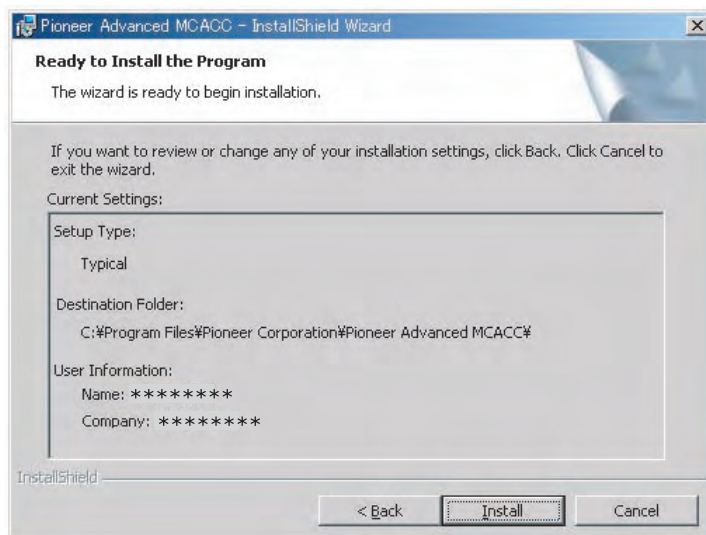 Pioneer Advanced MCACC - InstallShield Wizard
Ready to Install the Program
The wizard is ready to begin installation.
If you want to review or change any of your installation settings, click Back. Click Cancel to
exit the wizard.
Current Settings:
Setup Type:
Typical
Destination Folder:
C:¥Program Files¥Pioneer Corporation¥Pioneer Advanced MCACC¥
User Information:
Name: ********
Company: ********
InstallShield
< Back
Install
Cancel